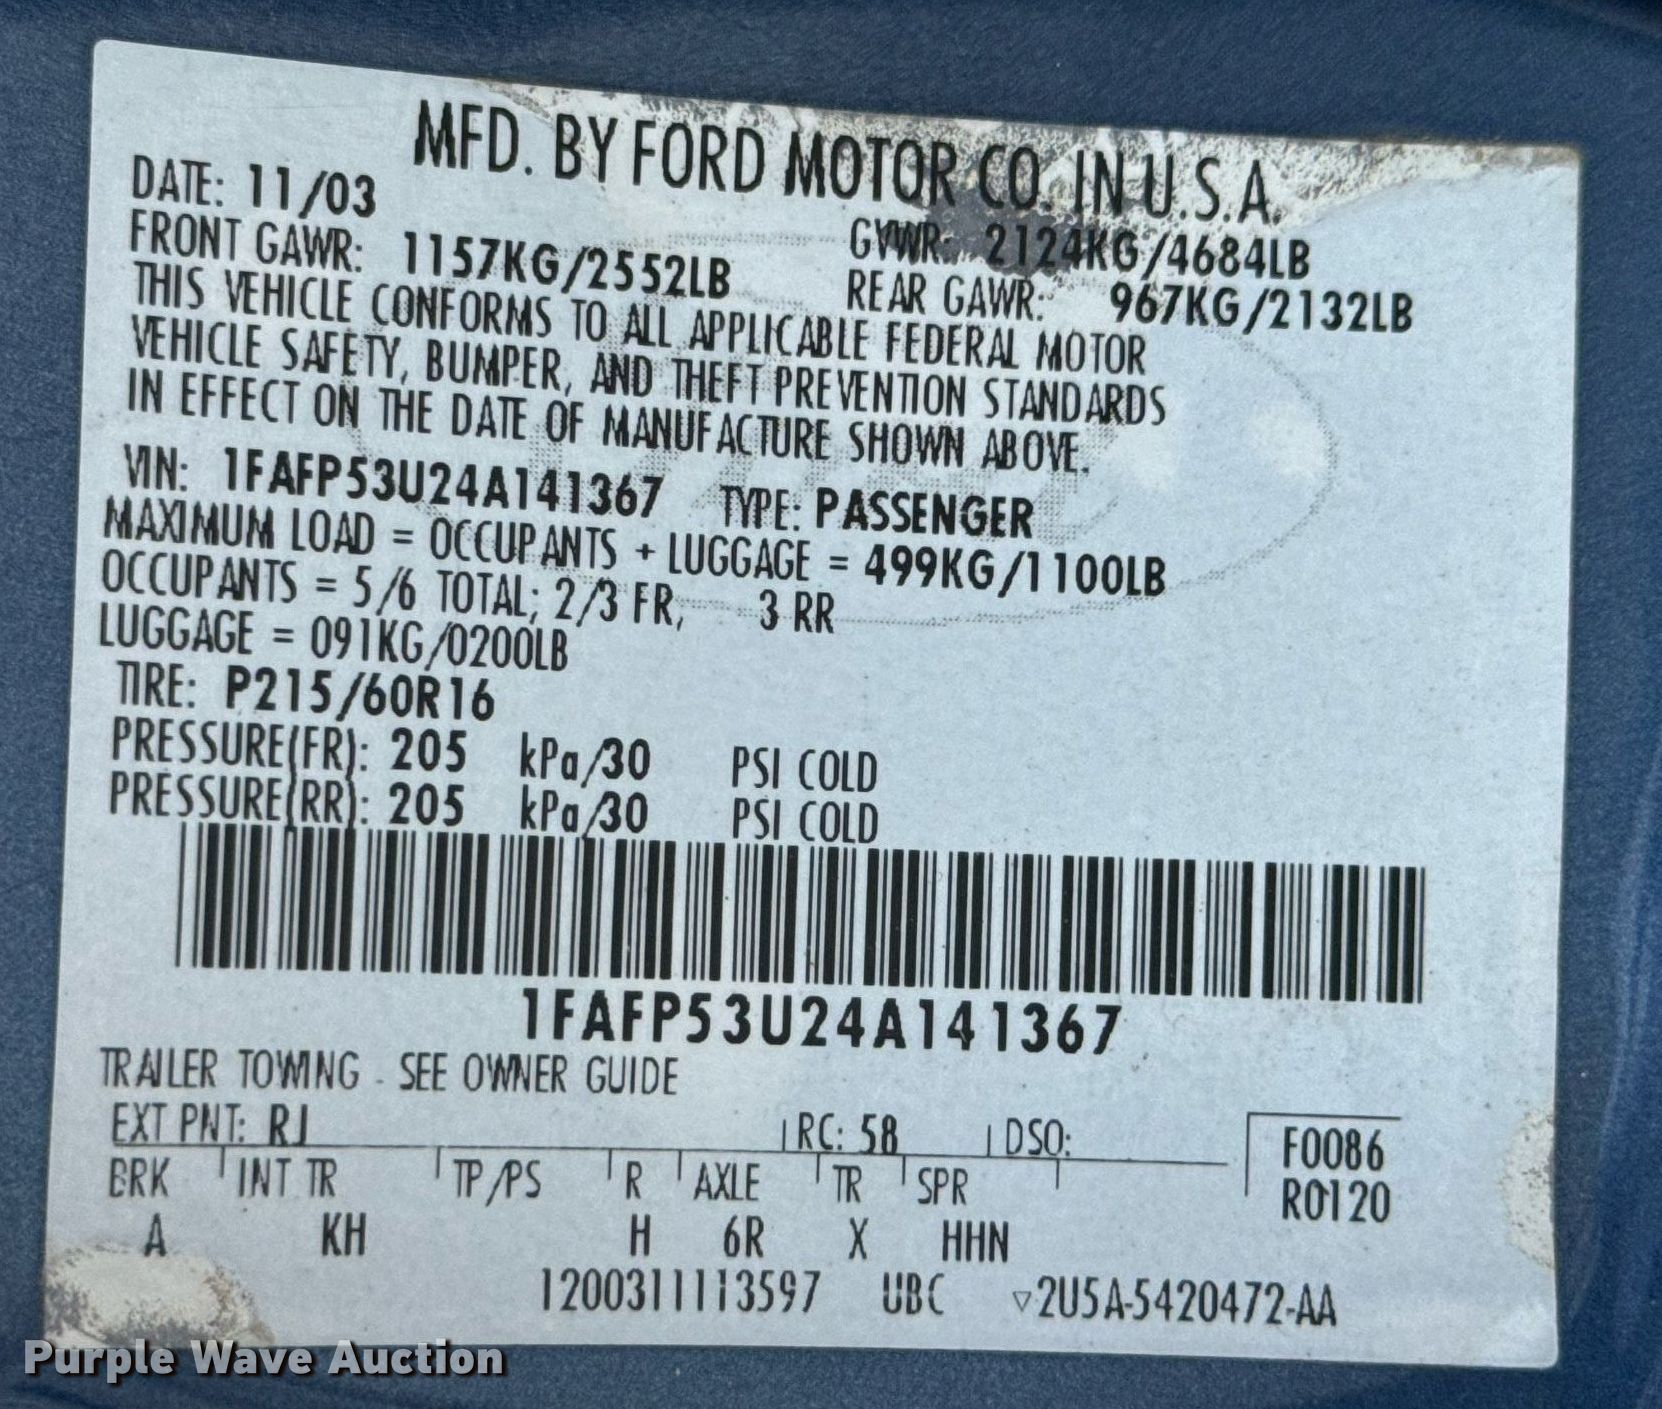 MFD. BY FORD MOTOR CO. IN U.S.A.
DATE: 11/03 GVWR: 2124KG/4684LB
FRONT GAWR: 1157KG/2552LB REAR GAWR: 967KG/2132LB
THIS VEHICLE CONFORMS TO ALL APPLICABLE FEDERAL MOTOR
VEHICLE SAFETY, BUMPER, AND THEFT PREVENTION STANDARDS
IN EFFECT ON THE DATE OF MANUFACTURE SHOWN ABOVE.
VIN: 1FAFP53U24A141367 TYPE: PASSENGER
MAXIMUM LOAD = OCCUPANTS + LUGGAGE = 499KG/1100LB
OCCUPANTS = 5/6 TOTAL; 2/3 FR, 3 RR
LUGGAGE = 091KG/0200LB
TIRE: P215/60R16
PRESSURE(FR): 205 kPa/30 PSI COLD
PRESSURE(RR): 205 kPa/30 PSI COLD
1FAFP53U24A141367
TRAILER TOWING - SEE OWNER GUIDE
EXT PNT: RJ RC: 58 DSO: F0086
BRK INT TR TP/PS R AXLE TR SPR R0120
A KH H 6R X HHN
1200311113597 UBC ▽2U5A-5420472-AA
Purple Wave Auction